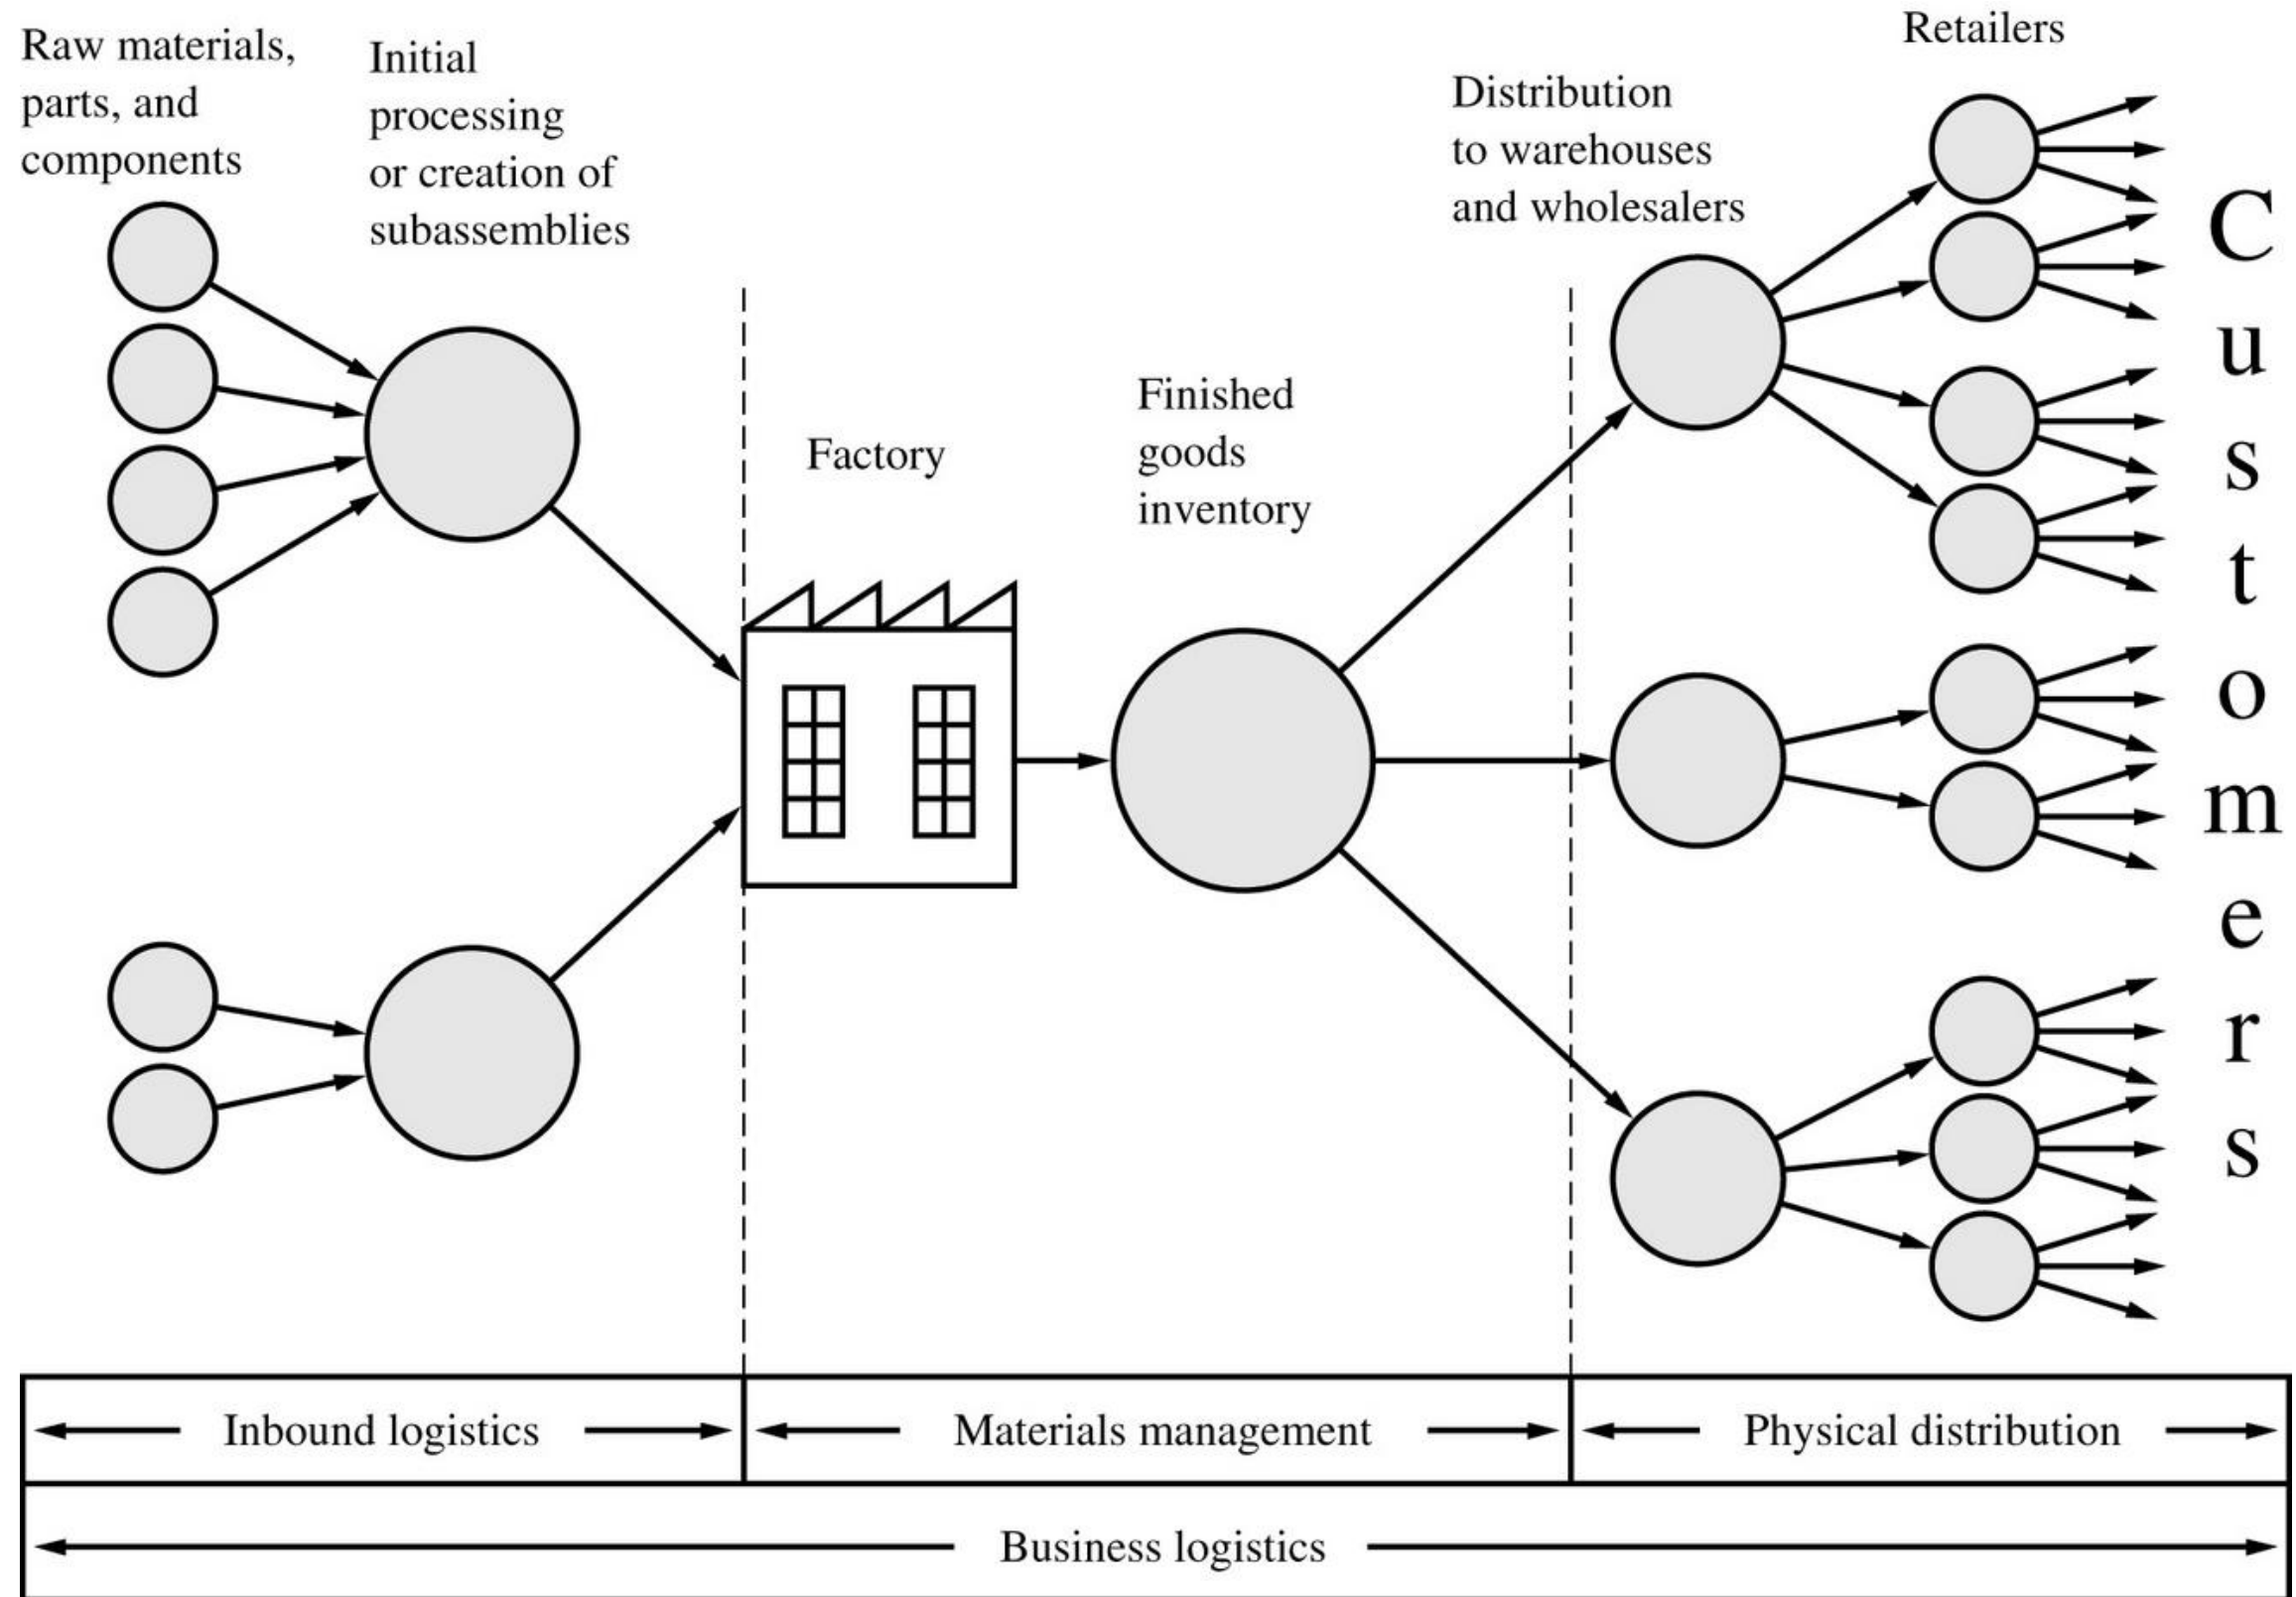 Raw materials,
parts, and
components
Initial
processing
or creation of
subassemblies
Factory
Finished
goods
inventory
Distribution
to warehouses
and wholesalers
Retailers
Customers
Inbound logistics
Materials management
Physical distribution
Business logistics